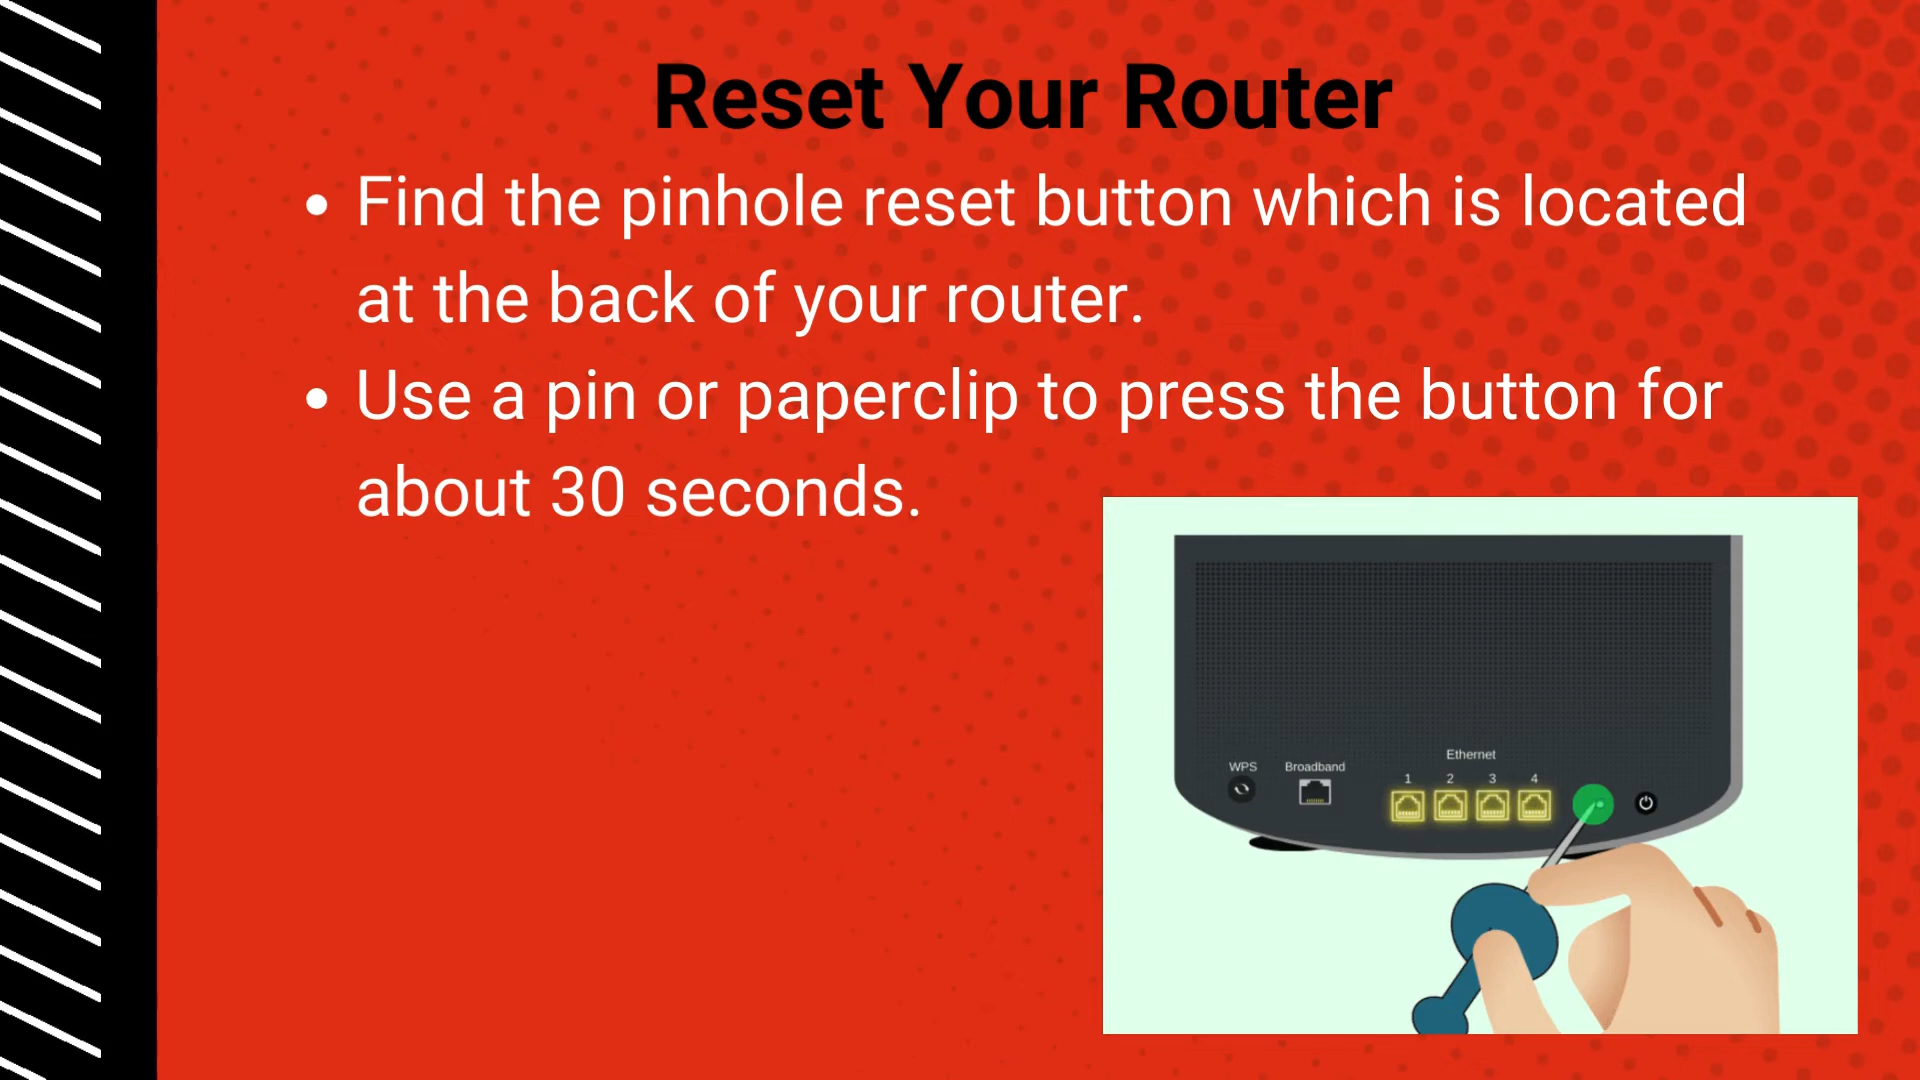 Reset Your Router
• Find the pinhole reset button which is located
at the back of your router.
• Use a pin or paperclip to press the button for
about 30 seconds.
Ethernet
WPS Broadband
1 2 3 4